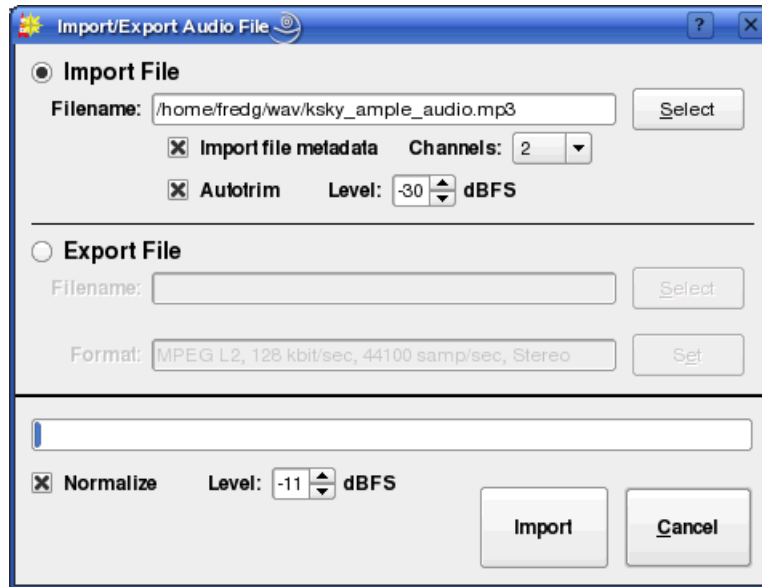 Import/Export Audio File
Import File
Filename: /home/fredg/wav/ksky_ample_audio.mp3 Select
Import file metadata Channels: 2
Autotrim Level: -30 dBFS
Export File
Filename: Select
Format: MPEG L2, 128 kbit/sec, 44100 samp/sec, Stereo Set
Normalize Level: -11 dBFS
Import Cancel